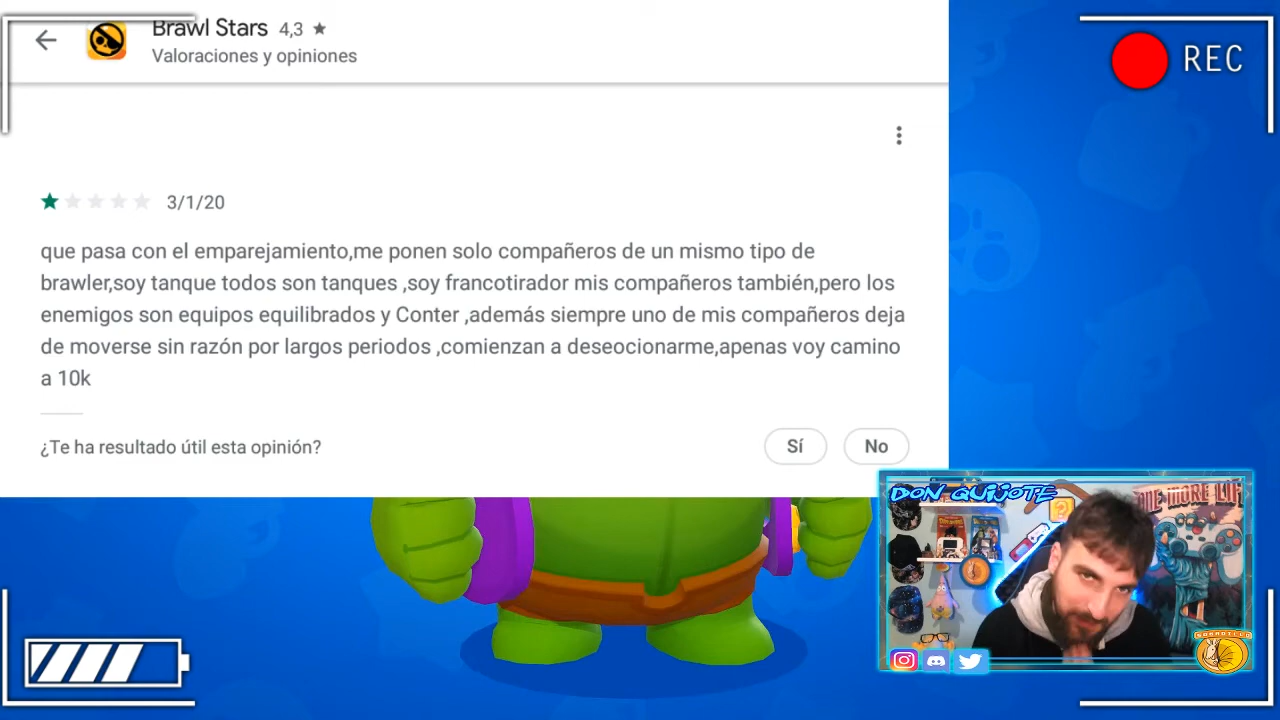 Brawl Stars 4,3 ★
Valoraciones y opiniones
REC
3/1/20
que pasa con el emparejamiento,me ponen solo compañeros de un mismo tipo de
brawler,soy tanque todos son tanques ,soy francotirador mis compañeros también,pero los
enemigos son equipos equilibrados y Conter ,además siempre uno de mis compañeros deja
de moverse sin razón por largos periodos ,comienzan a deseocionarme,apenas voy camino
a 10k
¿Te ha resultado útil esta opinión?
Sí
No
DON QUIJOTE